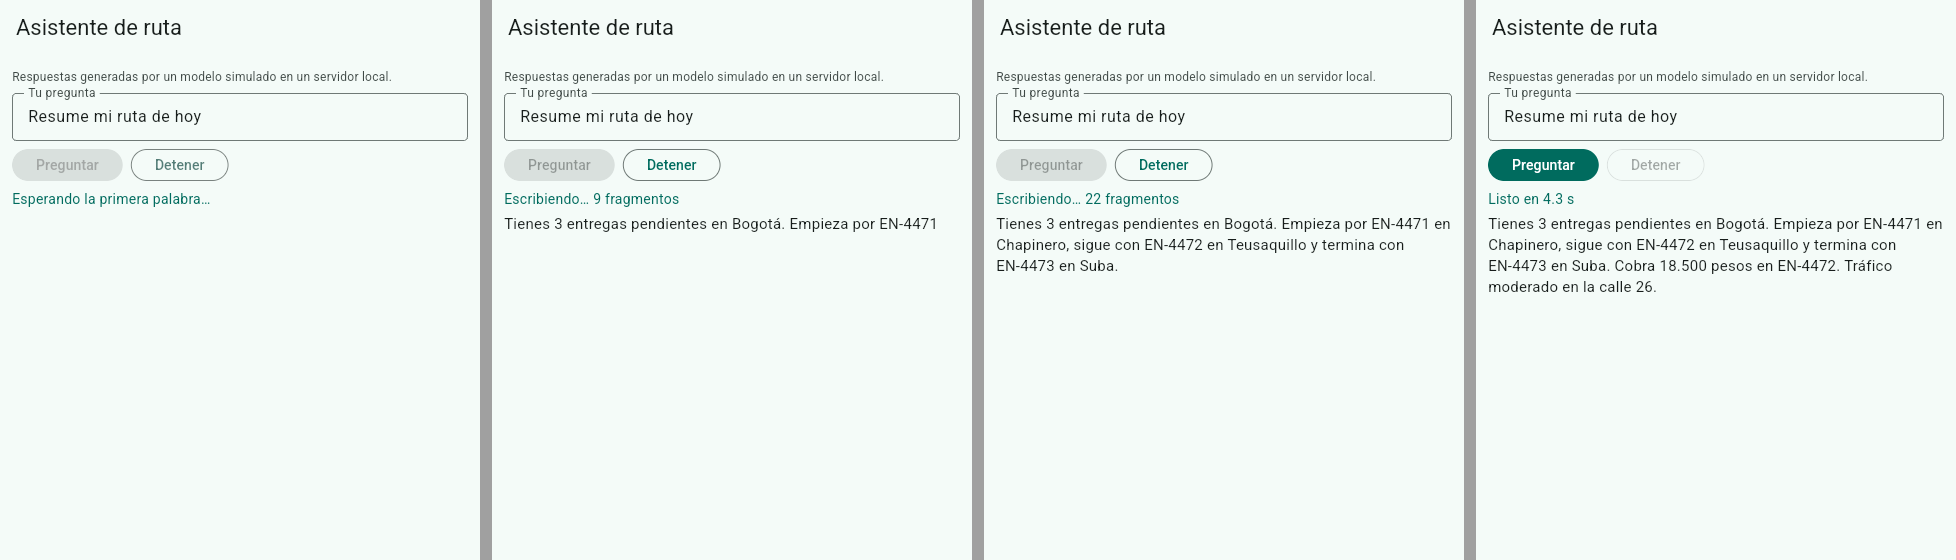 Asistente de ruta
Respuestas generadas por un modelo simulado en un servidor local.
Tu pregunta
Resume mi ruta de hoy
Preguntar
Detener
Esperando la primera palabra…
Asistente de ruta
Respuestas generadas por un modelo simulado en un servidor local.
Tu pregunta
Resume mi ruta de hoy
Preguntar
Detener
Escribiendo… 9 fragmentos
Tienes 3 entregas pendientes en Bogotá. Empieza por EN-4471
Asistente de ruta
Respuestas generadas por un modelo simulado en un servidor local.
Tu pregunta
Resume mi ruta de hoy
Preguntar
Detener
Escribiendo… 22 fragmentos
Tienes 3 entregas pendientes en Bogotá. Empieza por EN-4471 en
Chapinero, sigue con EN-4472 en Teusaquillo y termina con
EN-4473 en Suba.
Asistente de ruta
Respuestas generadas por un modelo simulado en un servidor local.
Tu pregunta
Resume mi ruta de hoy
Preguntar
Detener
Listo en 4.3 s
Tienes 3 entregas pendientes en Bogotá. Empieza por EN-4471 en
Chapinero, sigue con EN-4472 en Teusaquillo y termina con
EN-4473 en Suba. Cobra 18.500 pesos en EN-4472. Tráfico
moderado en la calle 26.